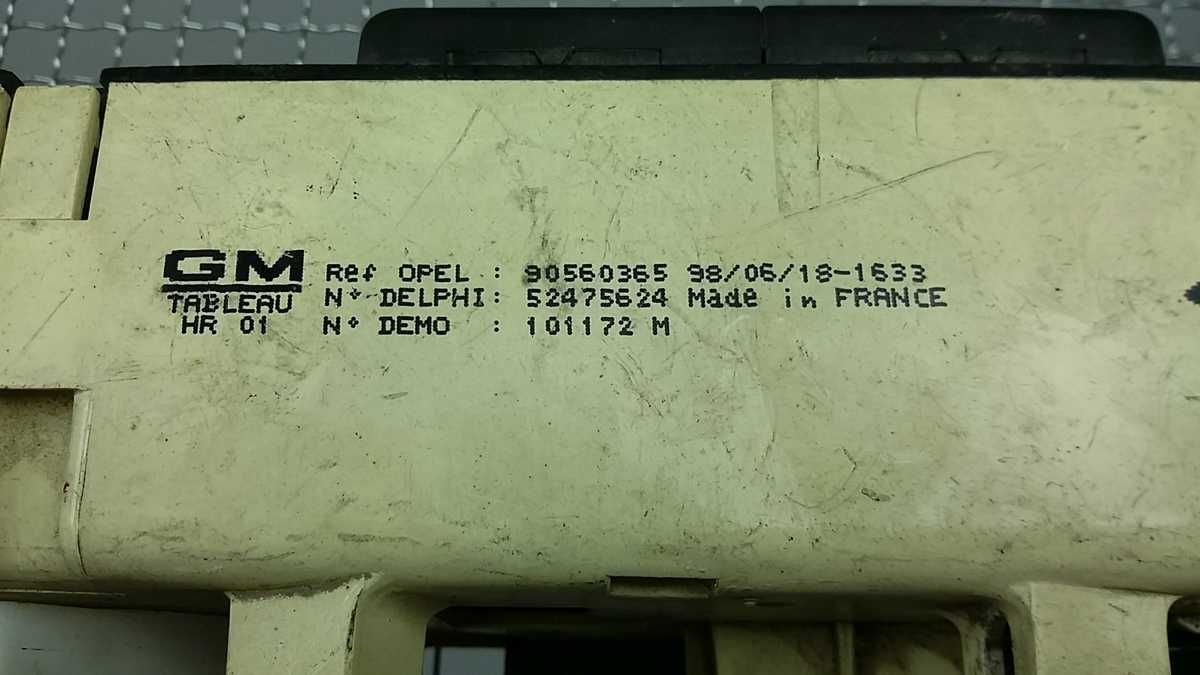 GM Ref OPEL : 90560365 98/06/18-1633
TABLEAU N° DELPHI: 52475624 Made in FRANCE
HR 01 N° DEMO : 101172 M